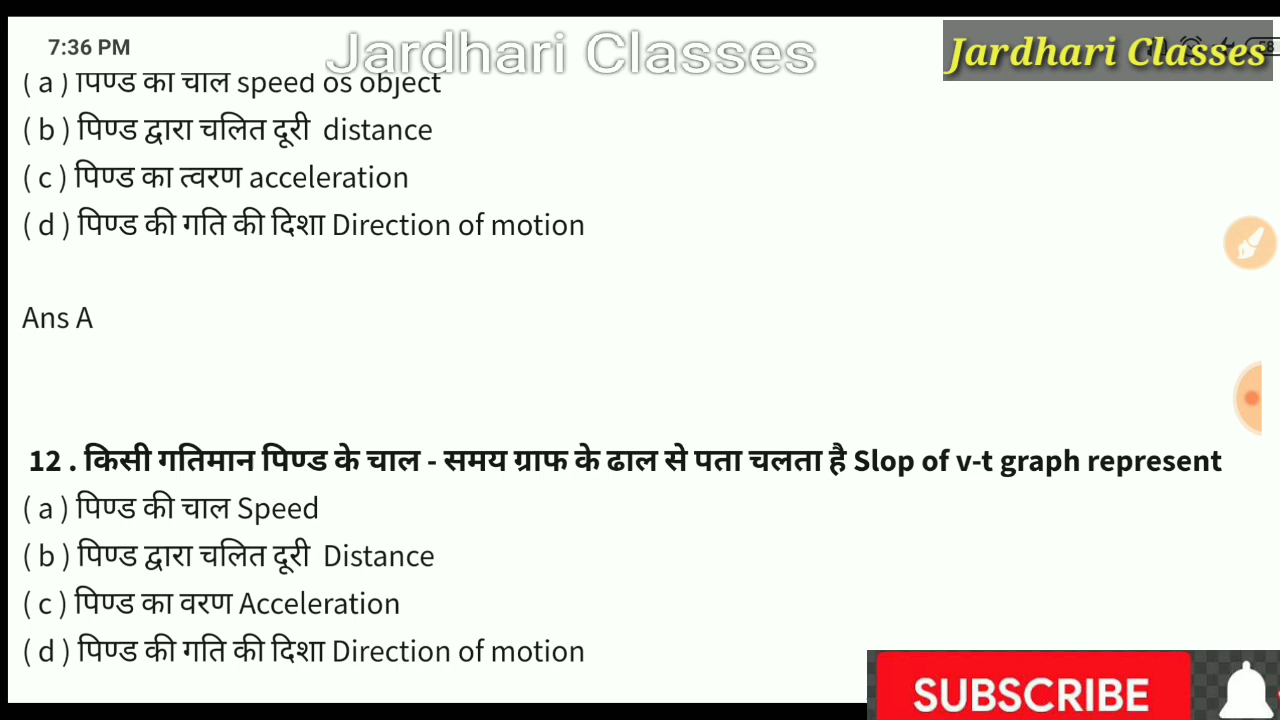 7:36 PM
Jardhari Classes
Jardhari Classes
58
( a ) पिण्ड का चाल speed os object
( b ) पिण्ड द्वारा चलित दूरी distance
( c ) पिण्ड का त्वरण acceleration
( d ) पिण्ड की गति की दिशा Direction of motion
Ans A
12 . किसी गतिमान पिण्ड के चाल - समय ग्राफ के ढाल से पता चलता है Slop of v-t graph represent
( a ) पिण्ड की चाल Speed
( b ) पिण्ड द्वारा चलित दूरी Distance
( c ) पिण्ड का वरण Acceleration
( d ) पिण्ड की गति की दिशा Direction of motion
SUBSCRIBE